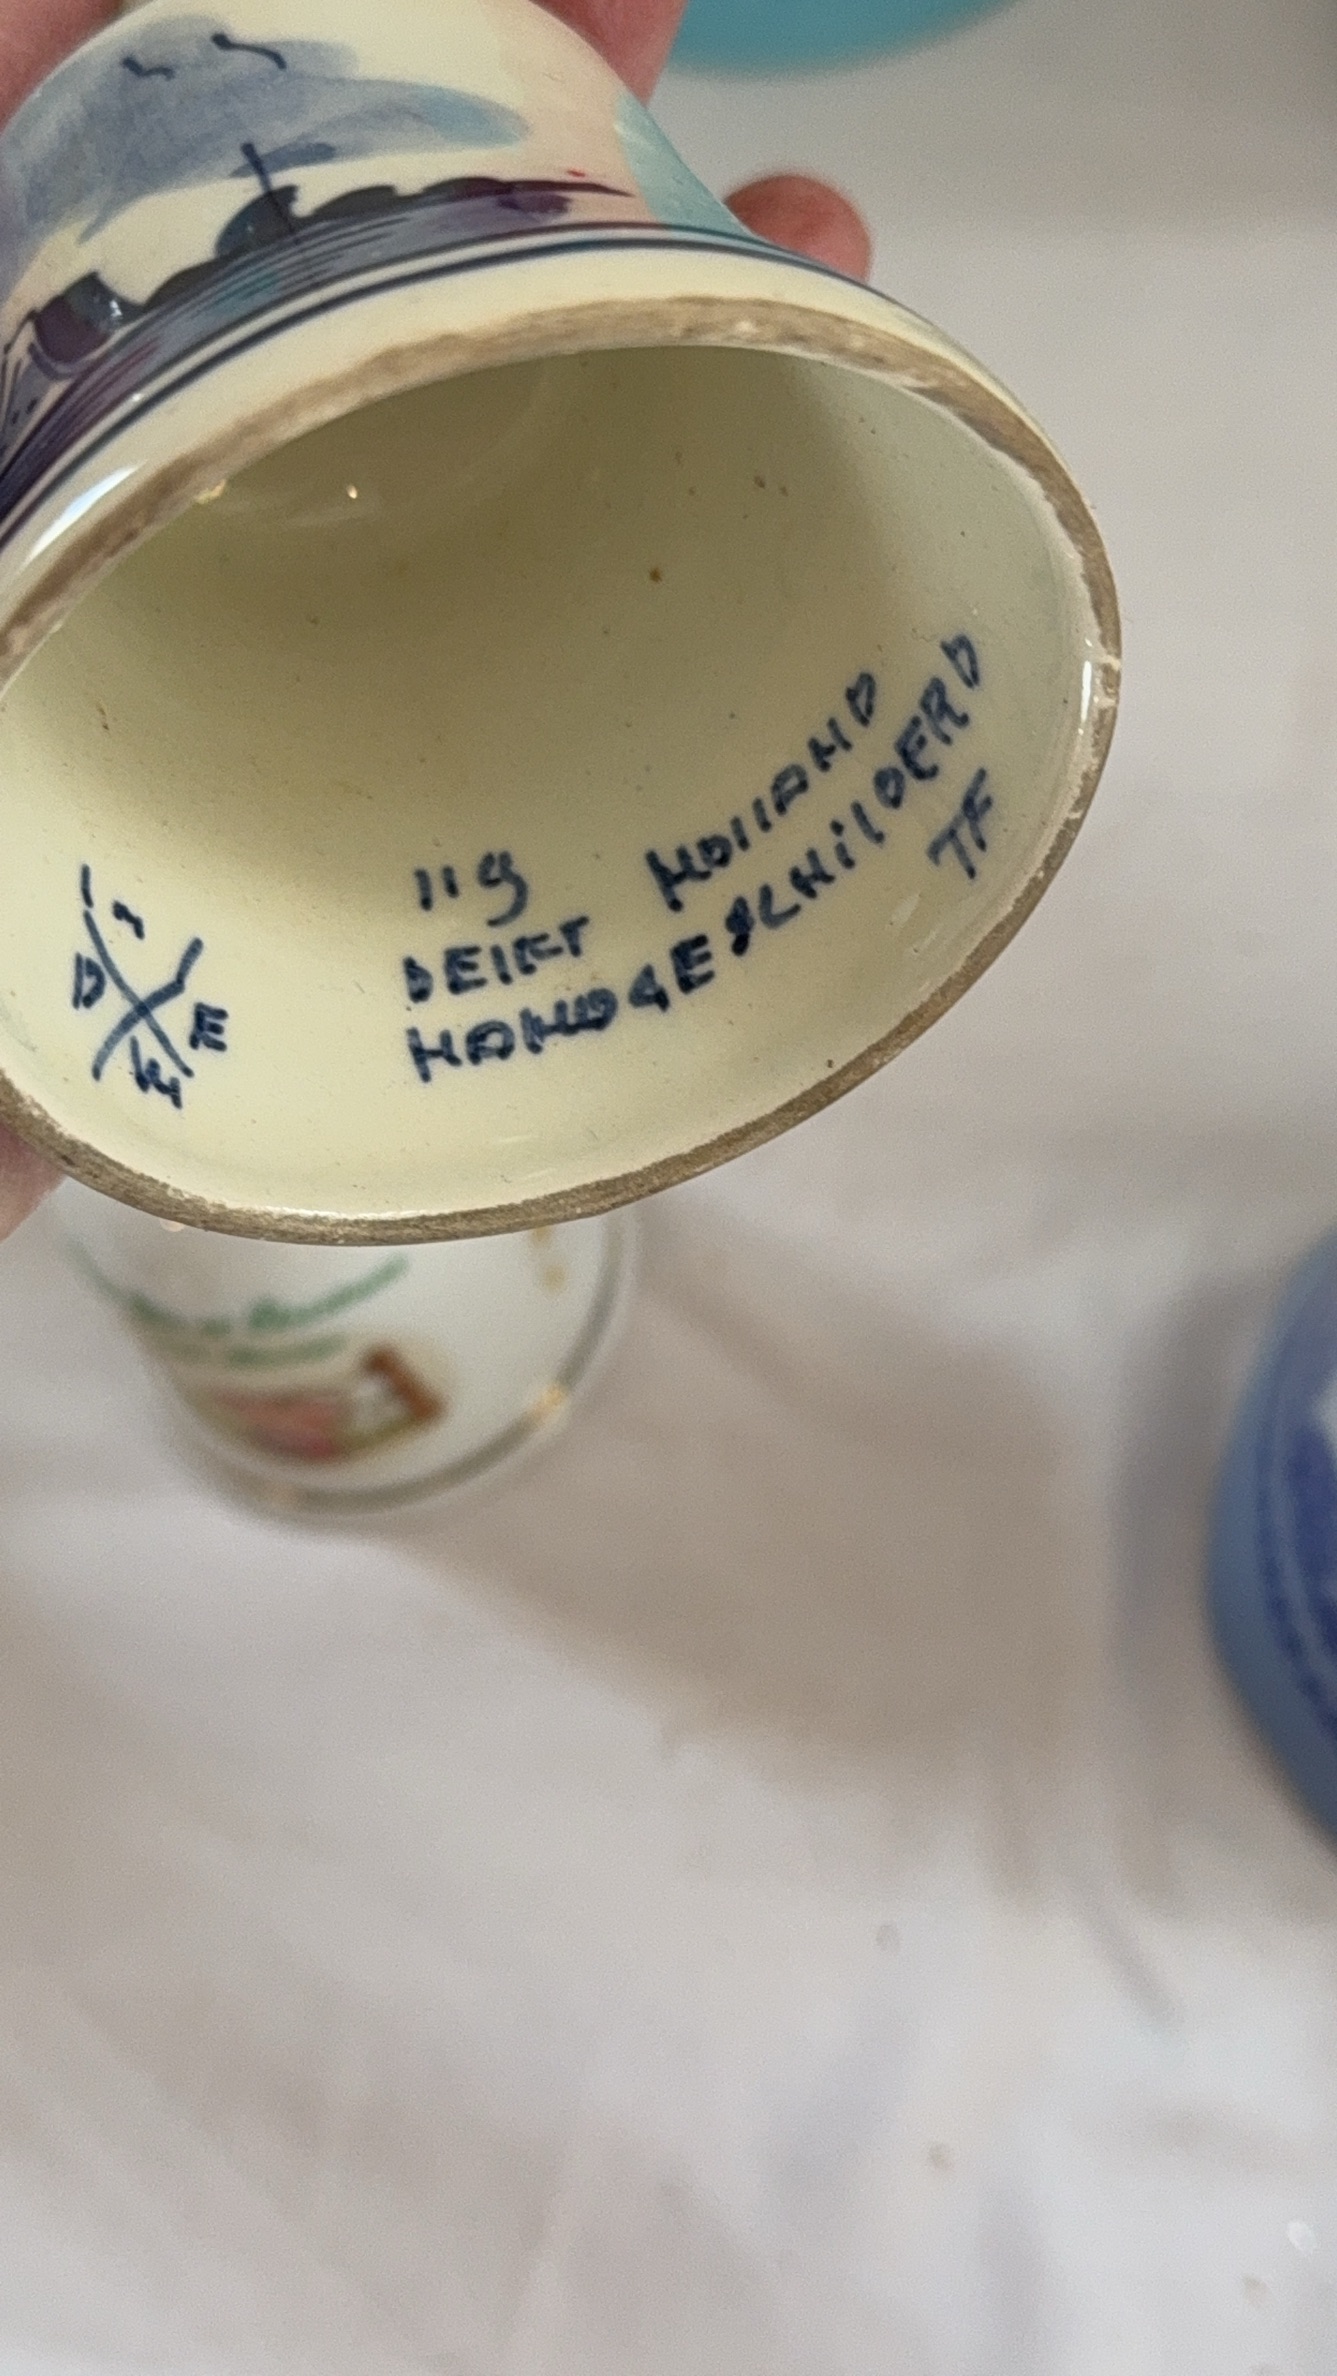 119
DElFT HOllAND
HANDGESCHilDERD
TF
D
E